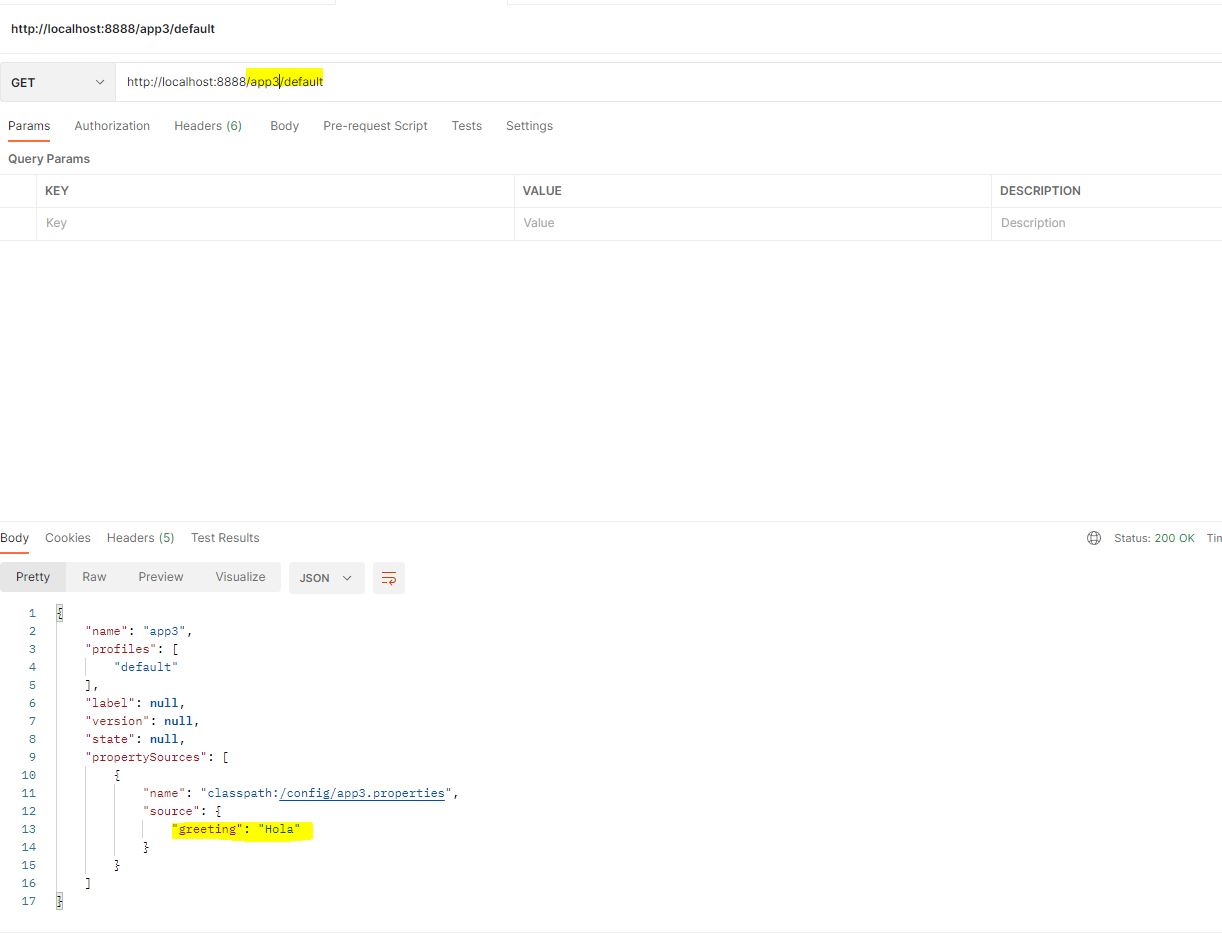 http://localhost:8888/app3/default
GET http://localhost:8888/app3/default
Params Authorization Headers (6) Body Pre-request Script Tests Settings
Query Params
KEY VALUE DESCRIPTION
Key Value Description
Body Cookies Headers (5) Test Results Status: 200 OK
Pretty Raw Preview Visualize JSON
1 {
2 "name": "app3",
3 "profiles": [
4 "default"
5 ],
6 "label": null,
7 "version": null,
8 "state": null,
9 "propertySources": [
10 {
11 "name": "classpath:/config/app3.properties",
12 "source": {
13 "greeting": "Hola"
14 }
15 }
16 ]
17 }